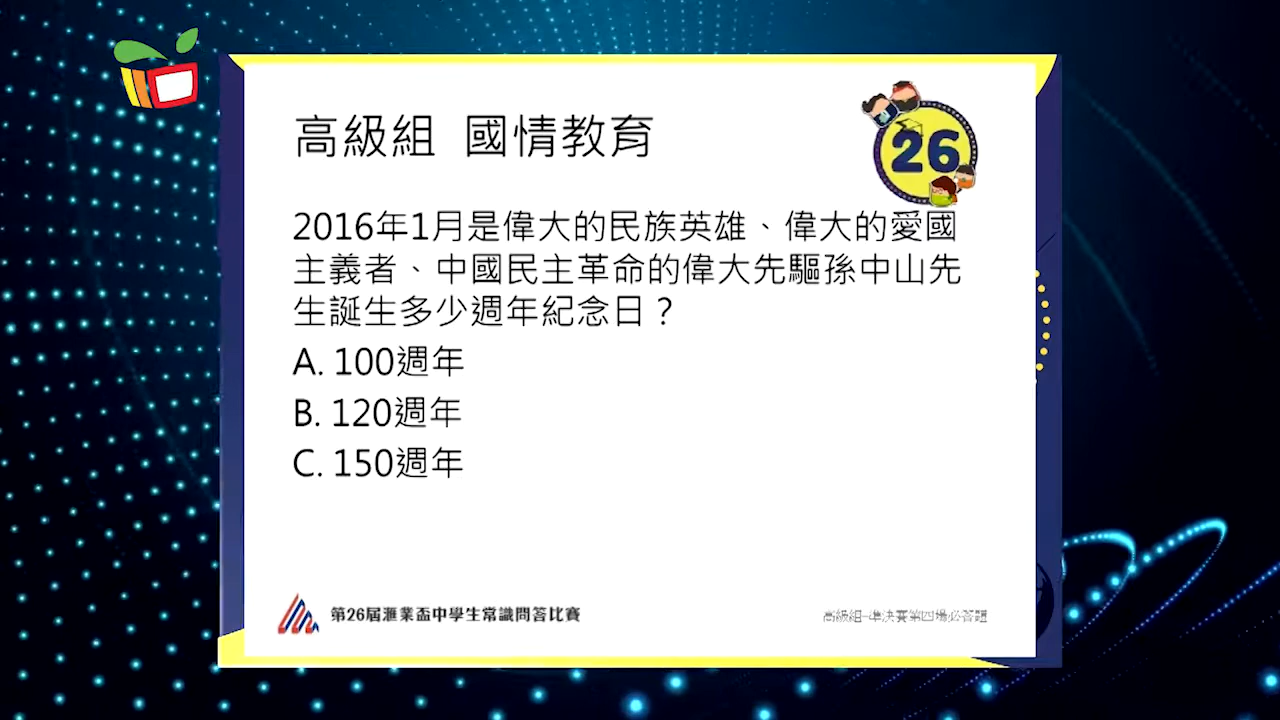 高級組 國情教育
26
2016年1月是偉大的民族英雄、偉大的愛國
主義者、中國民主革命的偉大先驅孫中山先
生誕生多少週年紀念日？
A. 100週年
B. 120週年
C. 150週年
第26屆滙業盃中學生常識問答比賽
高級組–準決賽第四場必答題